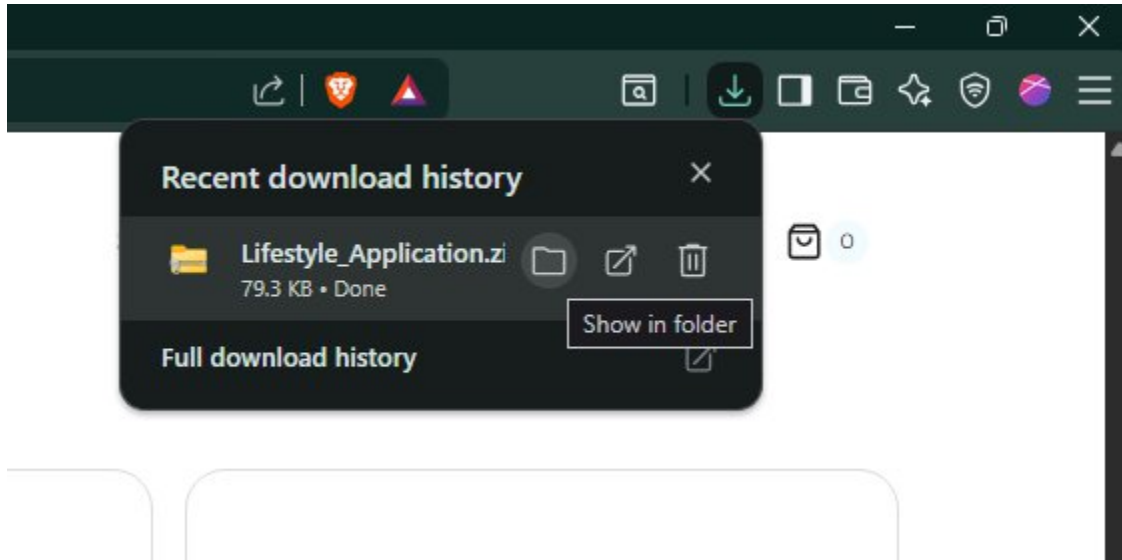 Recent download history
Lifestyle_Application.zi
79.3 KB • Done
Show in folder
Full download history
0